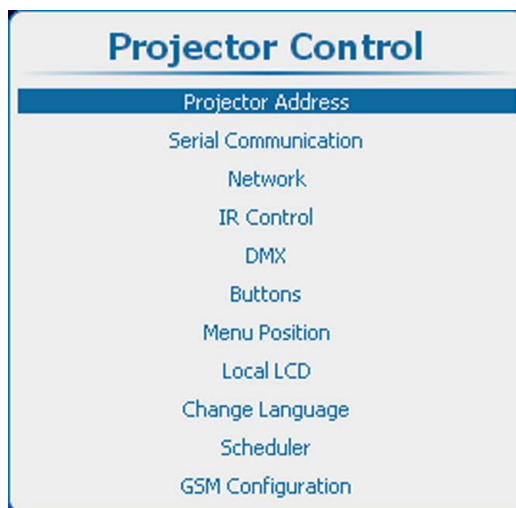 Projector Control
Projector Address
Serial Communication
Network
IR Control
DMX
Buttons
Menu Position
Local LCD
Change Language
Scheduler
GSM Configuration